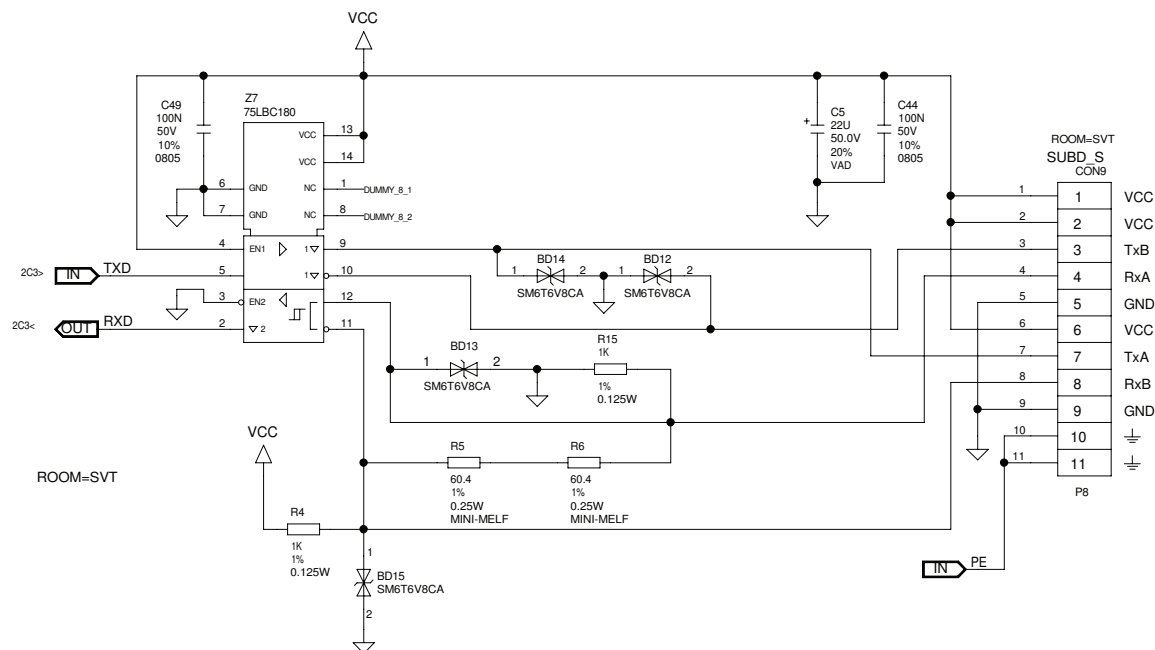 VCC
Z7
75LBC180
C49
100N
50V
10%
0805
VCC 13
VCC 14
6 GND NC 1 DUMMY_8_1
7 GND NC 8 DUMMY_8_2
4 EN1 1 9
2C3> IN TXD 5 1 10
3 EN2 12
2C3< OUT RXD 2 2 11
+ C5
22U
50.0V
20%
VAD
C44
100N
50V
10%
0805
ROOM=SVT
SUBD_S
CON9
1 1 VCC
2 2 VCC
3 3 TxB
4 4 RxA
5 5 GND
6 6 VCC
7 7 TxA
8 8 RxB
9 9 GND
10 10
11 11
P8
BD14
1 2
SM6T6V8CA
BD12
1 2
SM6T6V8CA
BD13
1 2
SM6T6V8CA
R15
1K
1%
0.125W
R5
60.4
1%
0.25W
MINI-MELF
R6
60.4
1%
0.25W
MINI-MELF
VCC
ROOM=SVT
R4
1K
1%
0.125W
1
BD15
SM6T6V8CA
2
IN PE